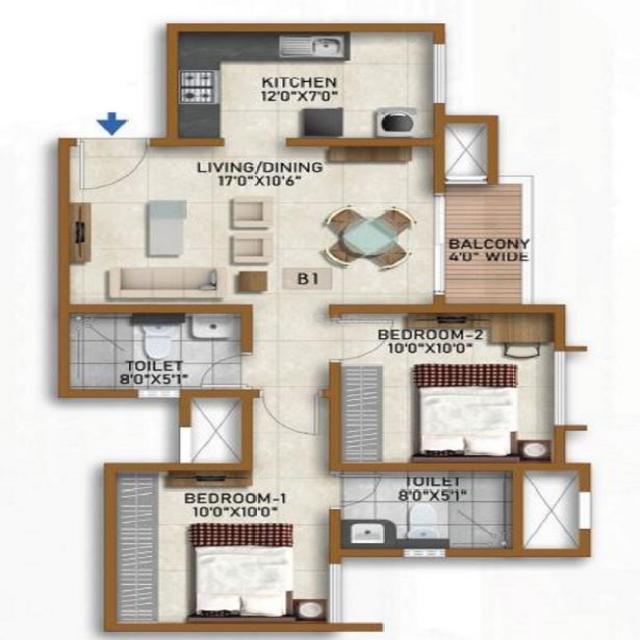 KITCHEN
12'0"X7'0"
LIVING/DINING
17'0"X10'6"
BALCONY
4'0" WIDE
B1
BEDROOM-2
10'0"X10'0"
TOILET
8'0"X5'1"
TOILET
8'0"X5'1"
BEDROOM-1
10'0"X10'0"